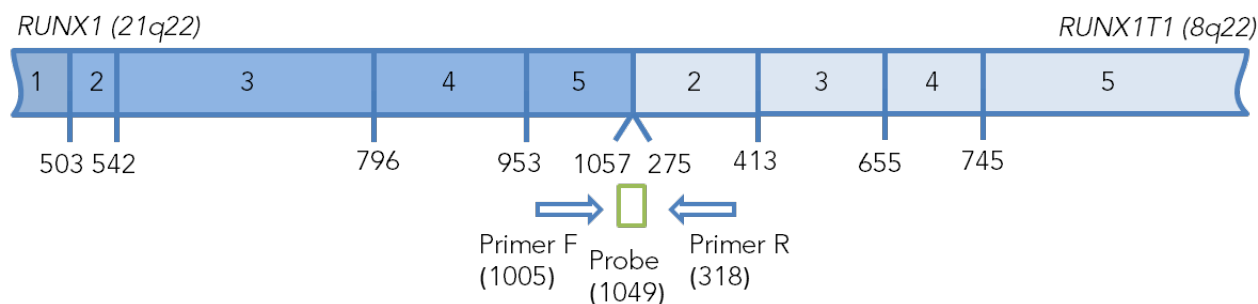 RUNX1 (21q22) RUNX1T1 (8q22)
1 2 3 4 5 2 3 4 5
503 542 796 953 1057 275 413 655 745
Primer F Probe Primer R
(1005) (1049) (318)